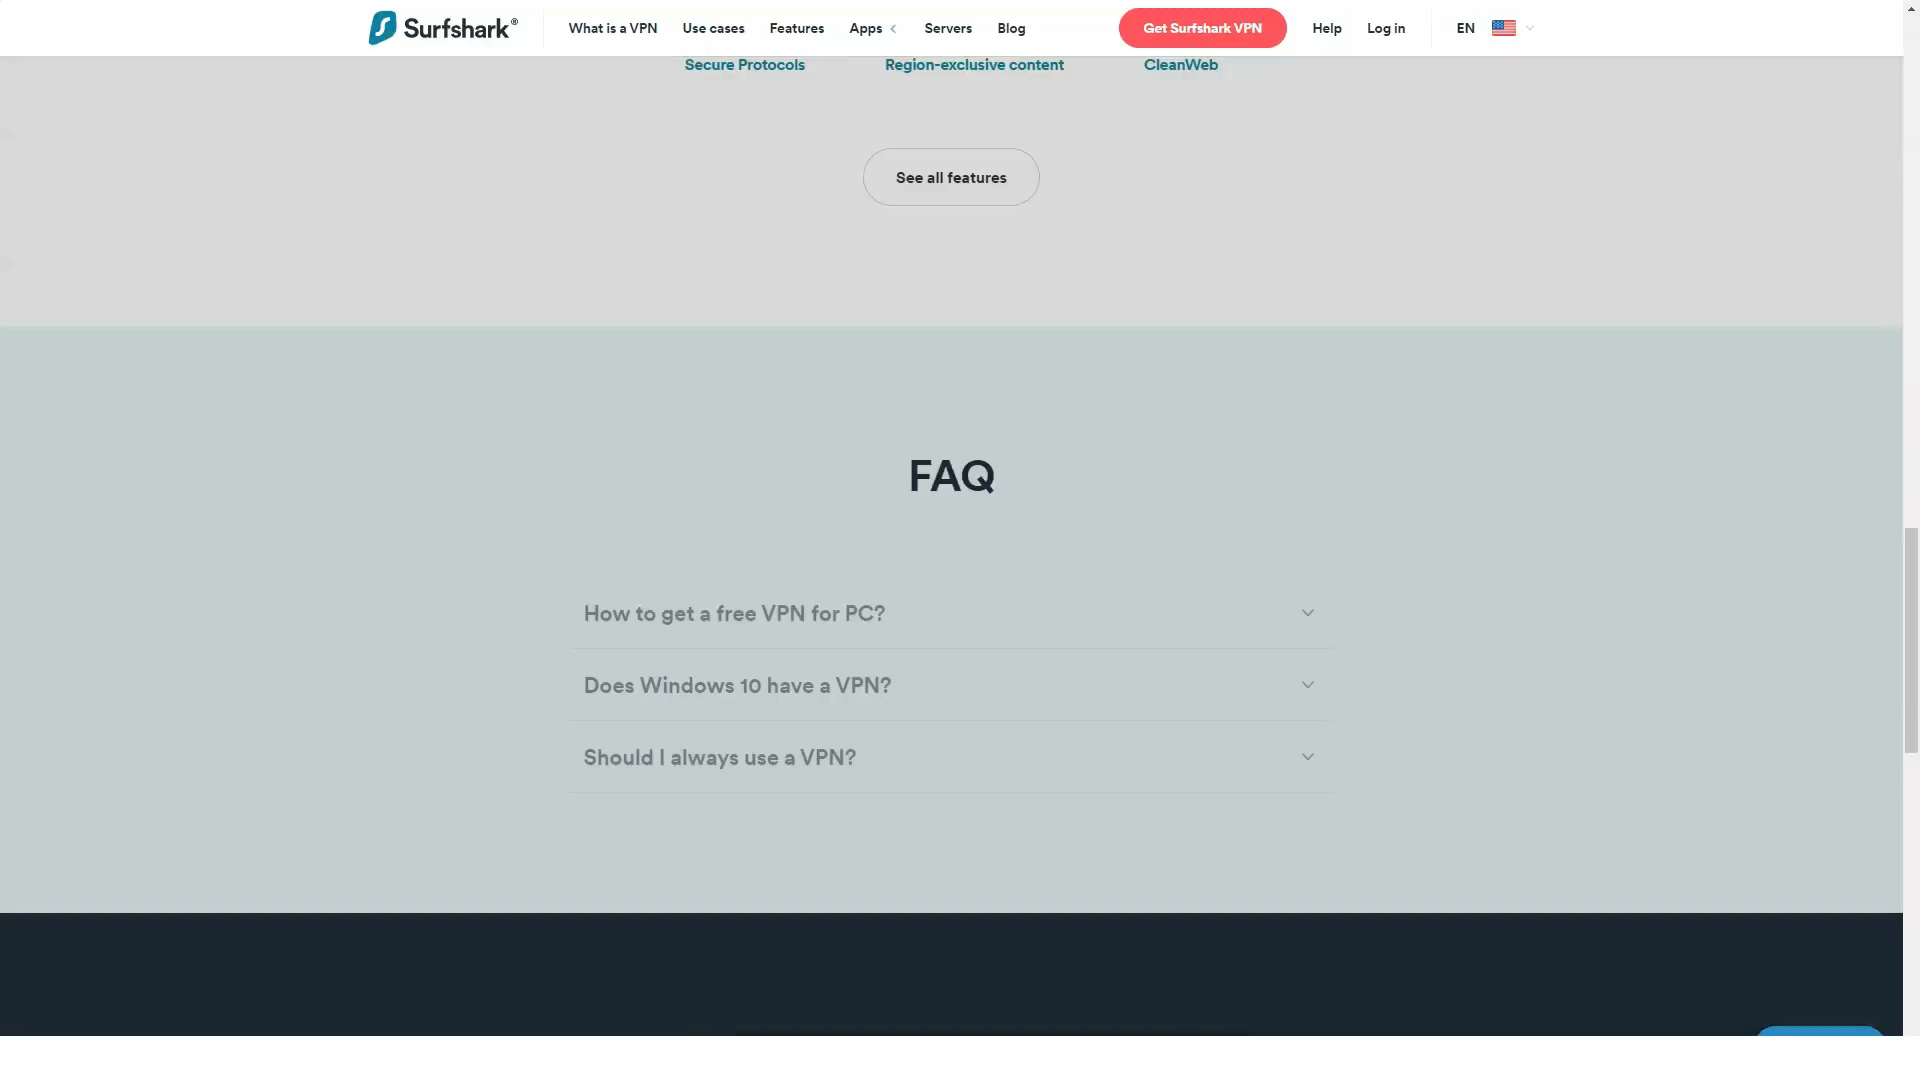 Surfshark®
What is a VPN
Use cases
Features
Apps
Servers
Blog
Get Surfshark VPN
Help
Log in
EN
Secure Protocols
Region-exclusive content
CleanWeb
See all features
FAQ
How to get a free VPN for PC?
Does Windows 10 have a VPN?
Should I always use a VPN?